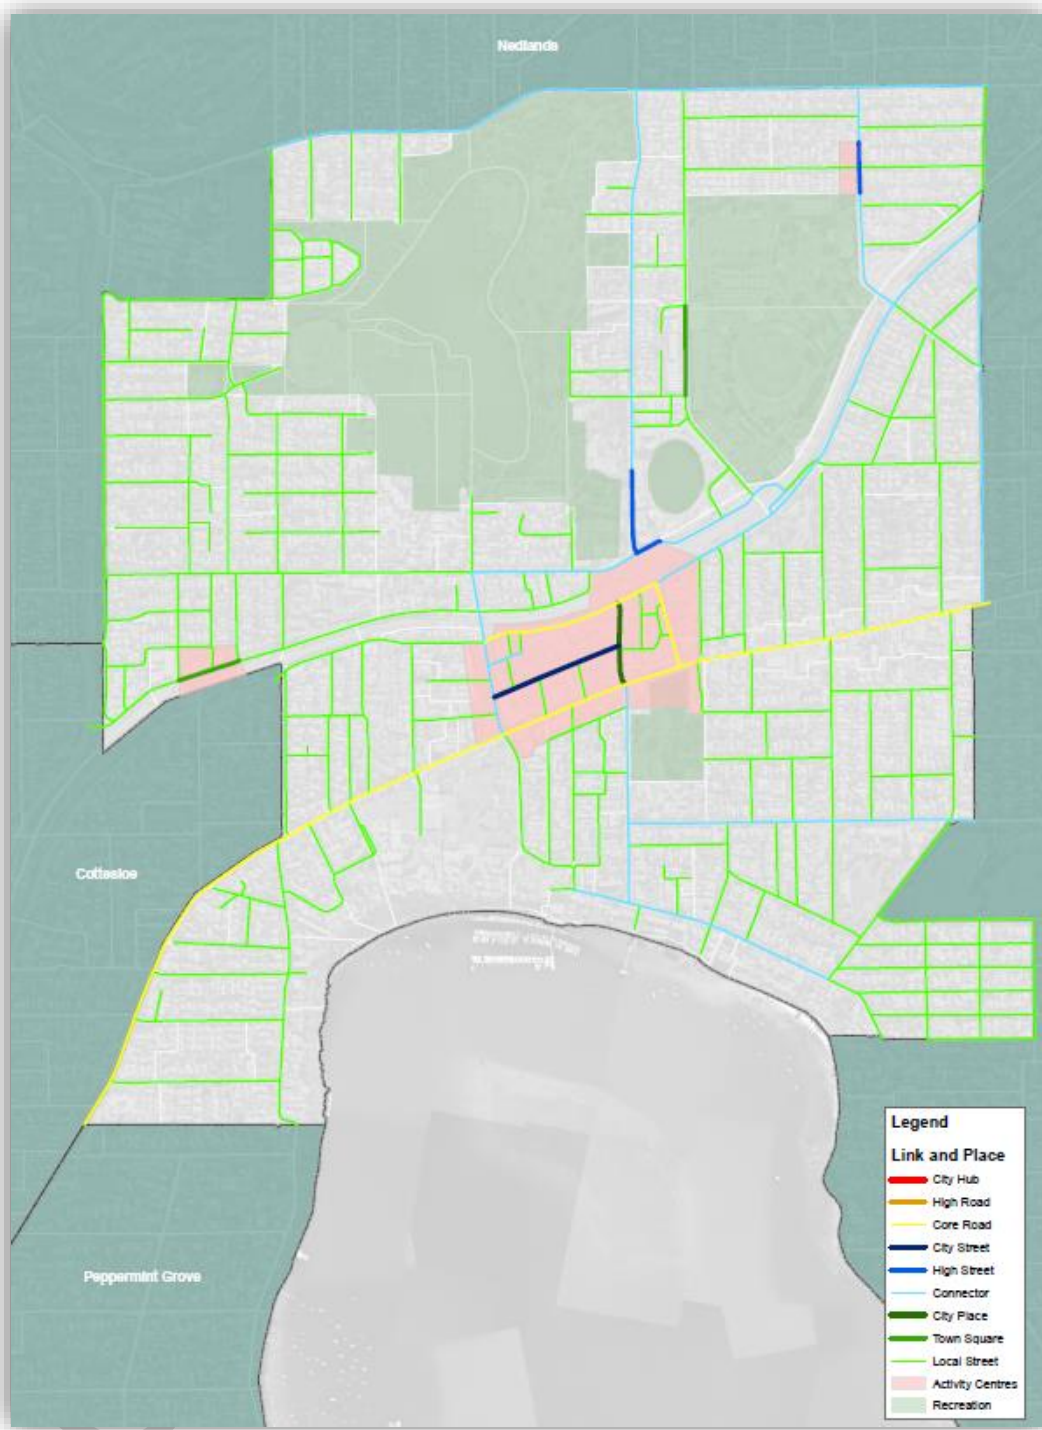 Nedlands
Cottesloe
Peppermint Grove
Legend
Link and Place
City Hub
High Road
Core Road
City Street
High Street
Connector
City Place
Town Square
Local Street
Activity Centres
Recreation